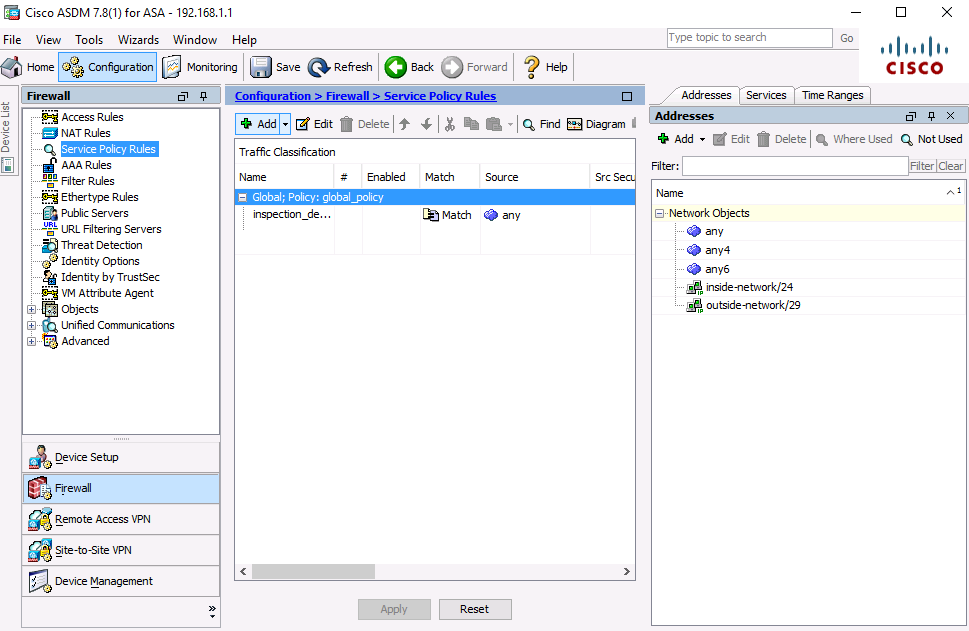 Cisco ASDM 7.8(1) for ASA - 192.168.1.1
File View Tools Wizards Window Help
Type topic to search Go
Home Configuration Monitoring Save Refresh Back Forward Help
CISCO
Device List
Firewall
Access Rules
NAT Rules
Service Policy Rules
AAA Rules
Filter Rules
Ethertype Rules
Public Servers
URL URL Filtering Servers
Threat Detection
Identity Options
Identity by TrustSec
VM Attribute Agent
Objects
Unified Communications
Advanced
Device Setup
Firewall
Remote Access VPN
Site-to-Site VPN
Device Management
Configuration > Firewall > Service Policy Rules
Add Edit Delete Find Diagram
Traffic Classification
Name # Enabled Match Source Src Secu
Global; Policy: global_policy
inspection_de... Match any
Apply Reset
Addresses Services Time Ranges
Addresses
Add Edit Delete Where Used Not Used
Filter: Filter Clear
Name 1
Network Objects
any
any4
any6
inside-network/24
outside-network/29